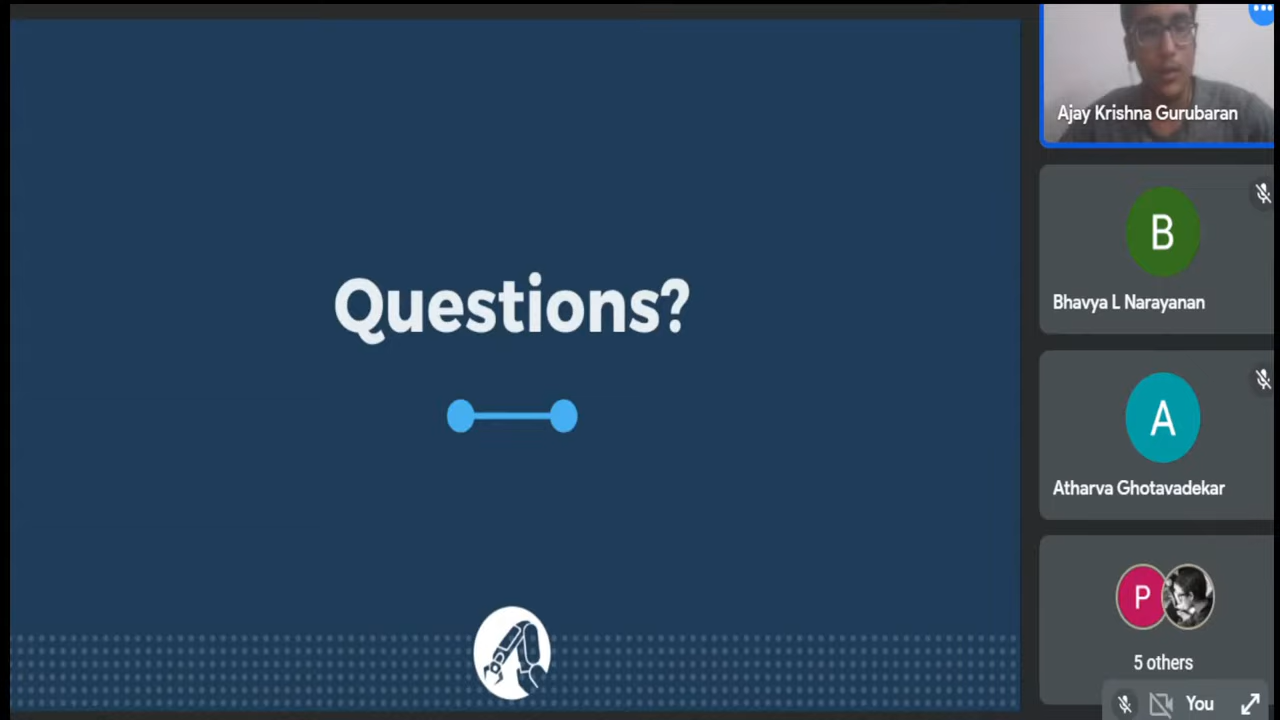 Questions?
Ajay Krishna Gurubaran
B
Bhavya L Narayanan
A
Atharva Ghotavadekar
P
5 others
You